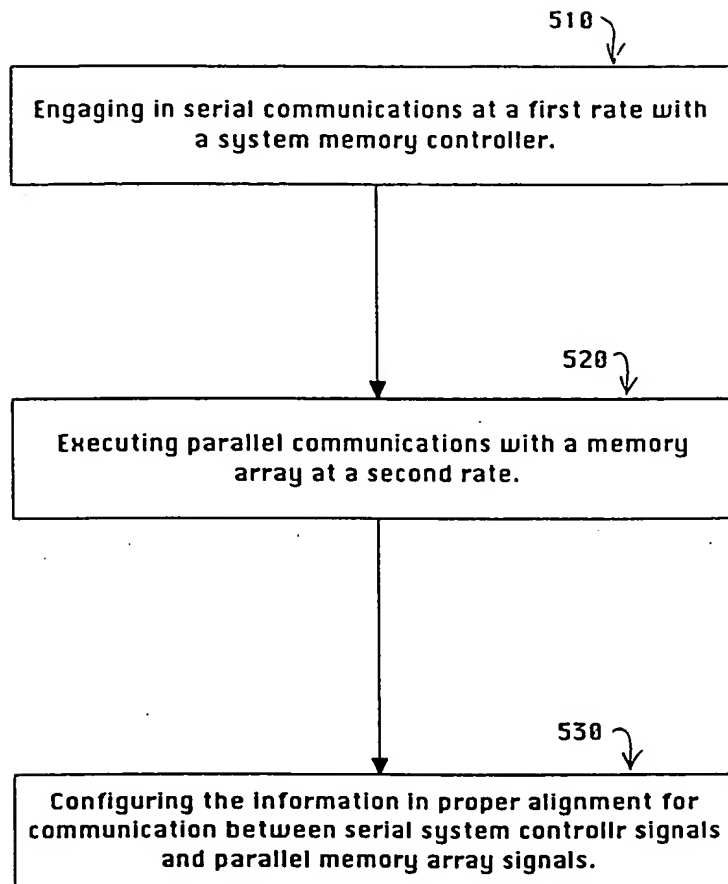 510
Engaging in serial communications at a first rate with
a system memory controller.
520
Executing parallel communications with a memory
array at a second rate.
530
Configuring the information in proper alignment for
communication between serial system controllr signals
and parallel memory array signals.